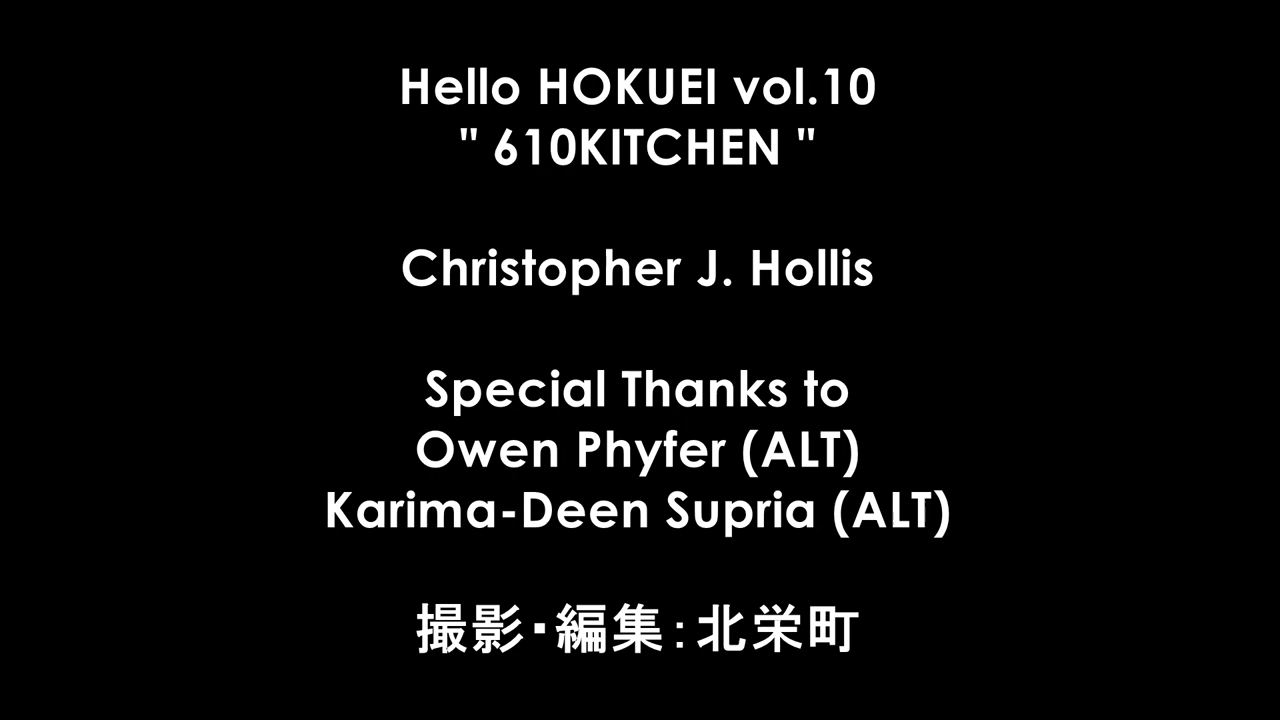 Hello HOKUEI vol.10
" 610KITCHEN "
Christopher J. Hollis
Special Thanks to
Owen Phyfer (ALT)
Karima-Deen Supria (ALT)
撮影・編集：北栄町